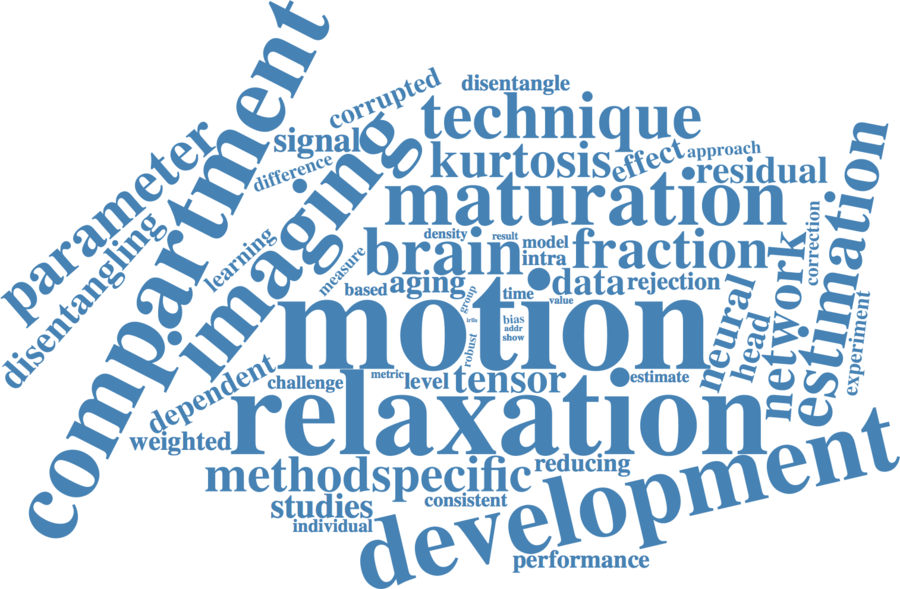 disentangle
corrupted
technique
signal
compartment
imaging
kurtosis
effect
approach
residual
difference
parameter
maturation
disentangling
learning
density
result
brain
model
intra
fraction
correction
estimation
network
measure
based
aging
data
rejection
group
time
value
motion
bias
addr
show
robust
neural
head
experiment
dependent
challenge
metric
level
tensor
estimate
relaxation
weighted
method
specific
reducing
studies
consistent
individual
development
performance